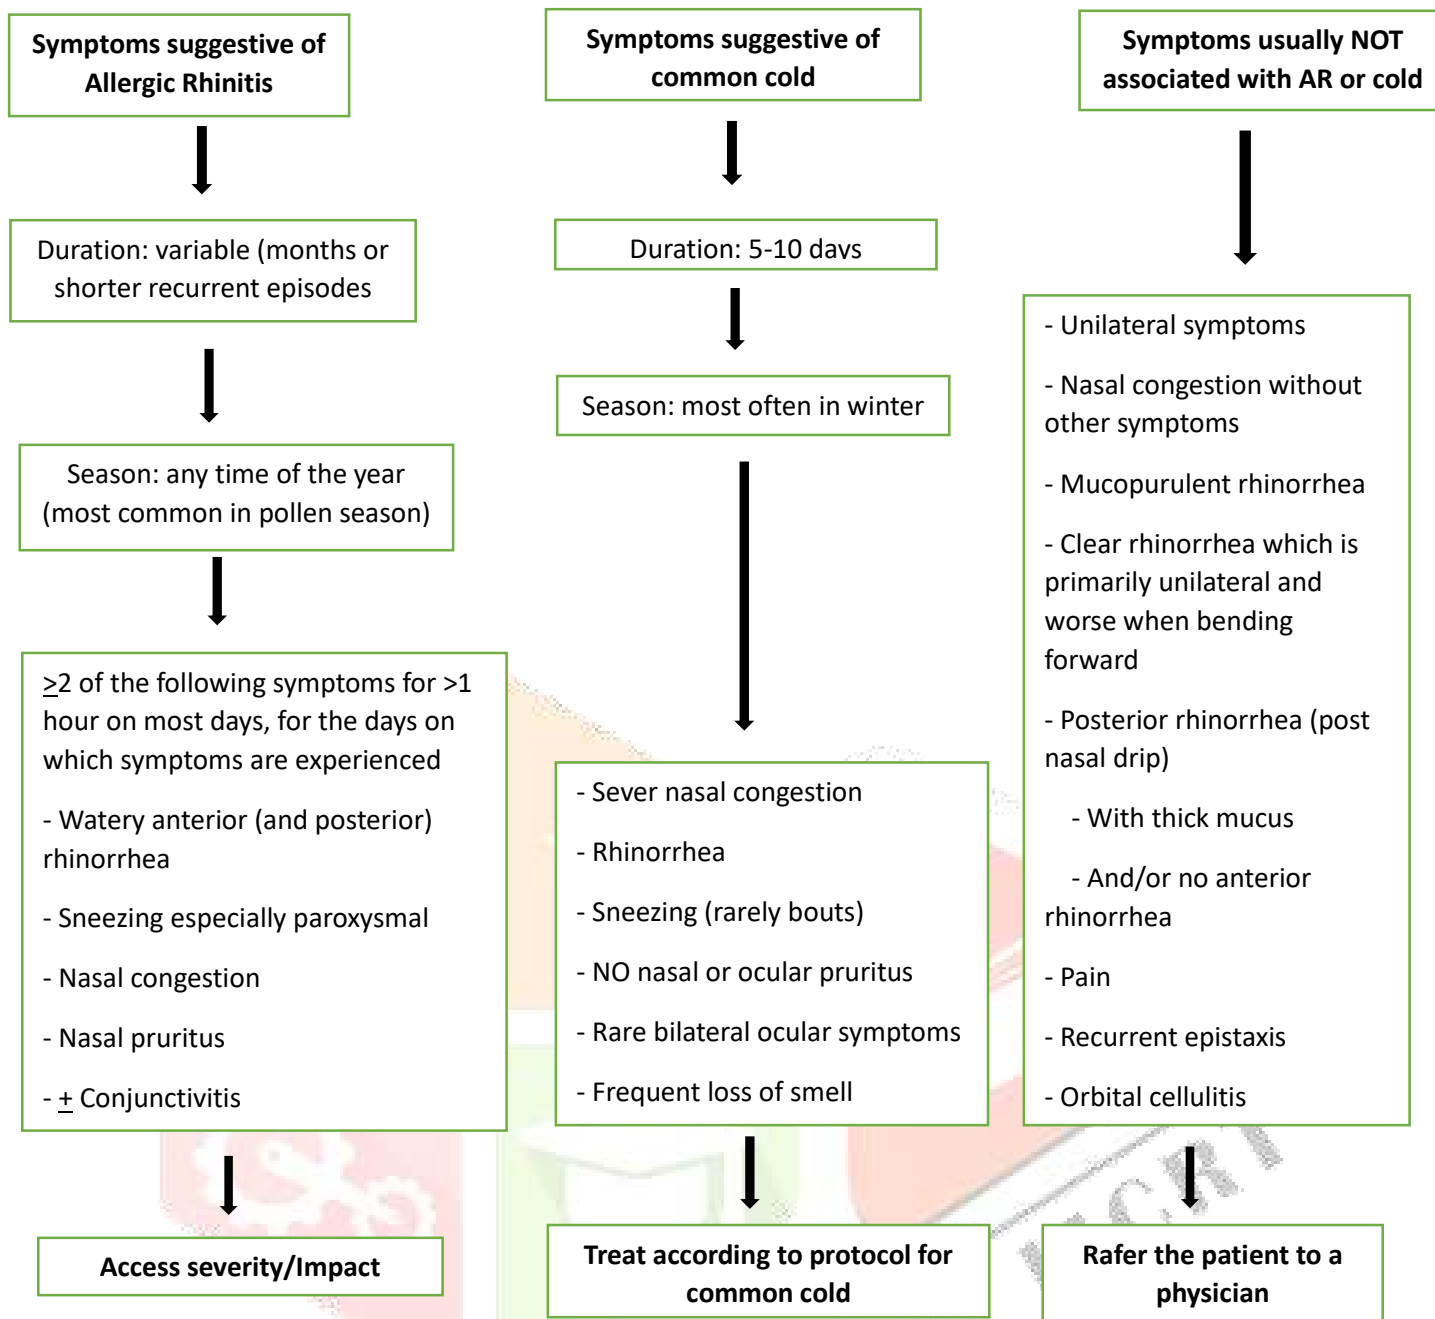 Symptoms suggestive of
Allergic Rhinitis
Duration: variable (months or
shorter recurrent episodes
Season: any time of the year
(most common in pollen season)
≥2 of the following symptoms for >1
hour on most days, for the days on
which symptoms are experienced
- Watery anterior (and posterior)
rhinorrhea
- Sneezing especially paroxysmal
- Nasal congestion
- Nasal pruritus
- ± Conjunctivitis
Access severity/Impact
Symptoms suggestive of
common cold
Duration: 5-10 days
Season: most often in winter
- Sever nasal congestion
- Rhinorrhea
- Sneezing (rarely bouts)
- NO nasal or ocular pruritus
- Rare bilateral ocular symptoms
- Frequent loss of smell
Treat according to protocol for
common cold
Symptoms usually NOT
associated with AR or cold
- Unilateral symptoms
- Nasal congestion without
other symptoms
- Mucopurulent rhinorrhea
- Clear rhinorrhea which is
primarily unilateral and
worse when bending
forward
- Posterior rhinorrhea (post
nasal drip)
- With thick mucus
- And/or no anterior
rhinorrhea
- Pain
- Recurrent epistaxis
- Orbital cellulitis
Rafer the patient to a
physician